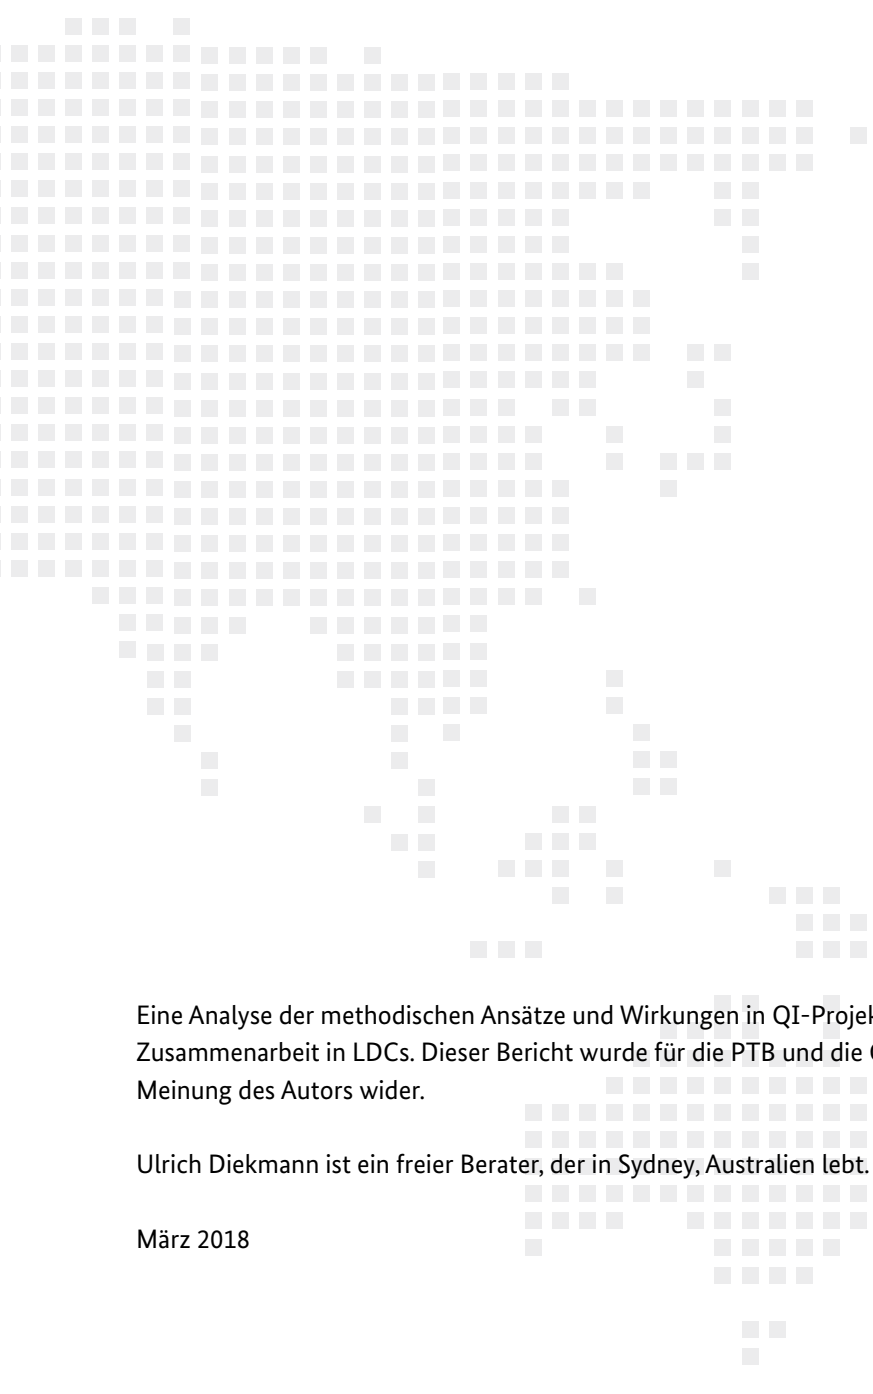 Eine Analyse der methodischen Ansätze und Wirkungen in QI-Projek
Zusammenarbeit in LDCs. Dieser Bericht wurde für die PTB und die
Meinung des Autors wider.
Ulrich Diekmann ist ein freier Berater, der in Sydney, Australien lebt.
März 2018